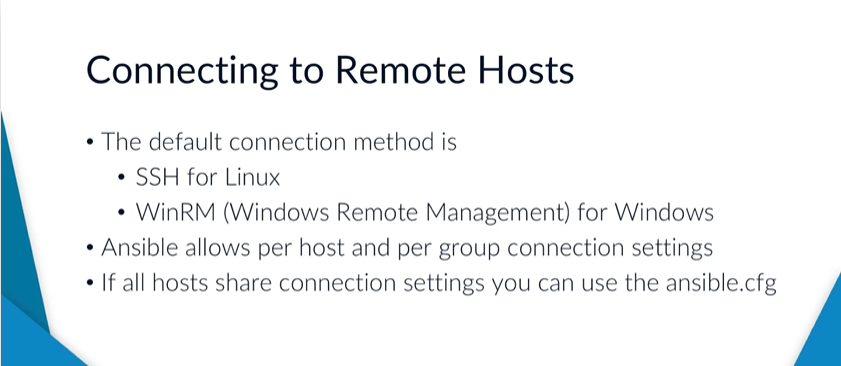 Connecting to Remote Hosts
• The default connection method is
• SSH for Linux
• WinRM (Windows Remote Management) for Windows
• Ansible allows per host and per group connection settings
• If all hosts share connection settings you can use the ansible.cfg